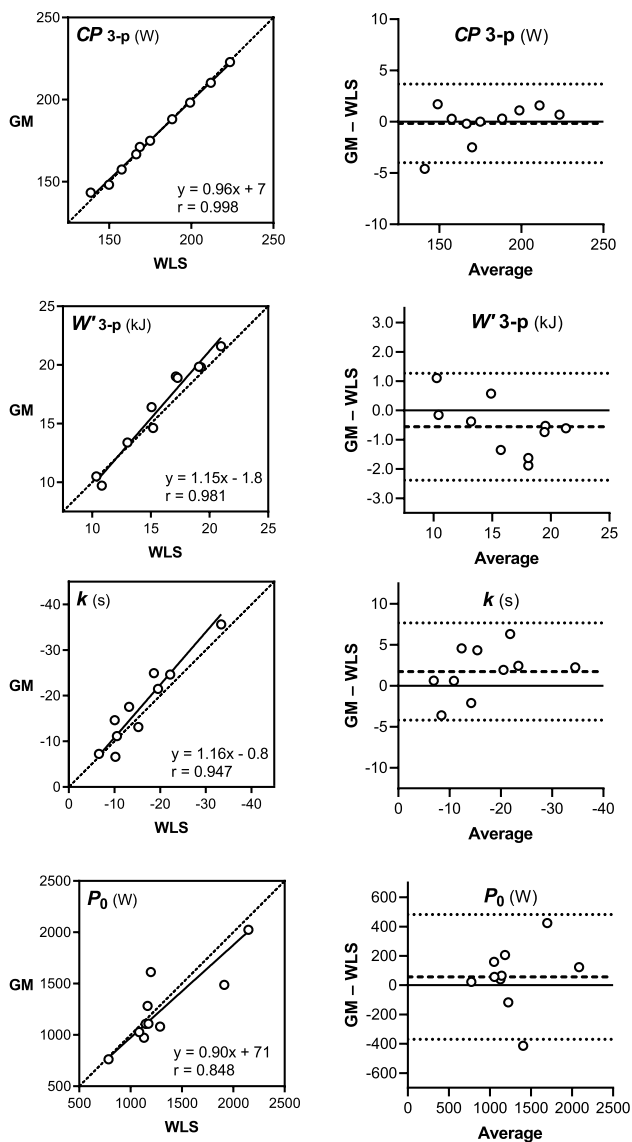 CP 3-p (W)
250
200
150
GM
y = 0.96x + 7
r = 0.998
150 200 250
WLS
CP 3-p (W)
10
5
0
-5
-10
GM – WLS
150 200 250
Average
W' 3-p (kJ)
25
20
15
10
GM
y = 1.15x - 1.8
r = 0.981
10 15 20 25
WLS
W' 3-p (kJ)
3.0
2.0
1.0
0.0
-1.0
-2.0
-3.0
GM – WLS
10 15 20 25
Average
k (s)
-40
-30
-20
-10
0
GM
y = 1.16x - 0.8
r = 0.947
0 -10 -20 -30 -40
WLS
k (s)
10
5
0
-5
-10
GM – WLS
0 -10 -20 -30 -40
Average
P0 (W)
2500
2000
1500
1000
500
GM
y = 0.90x + 71
r = 0.848
500 1000 1500 2000 2500
WLS
P0 (W)
600
400
200
0
-200
-400
-600
GM – WLS
0 500 1000 1500 2000 2500
Average